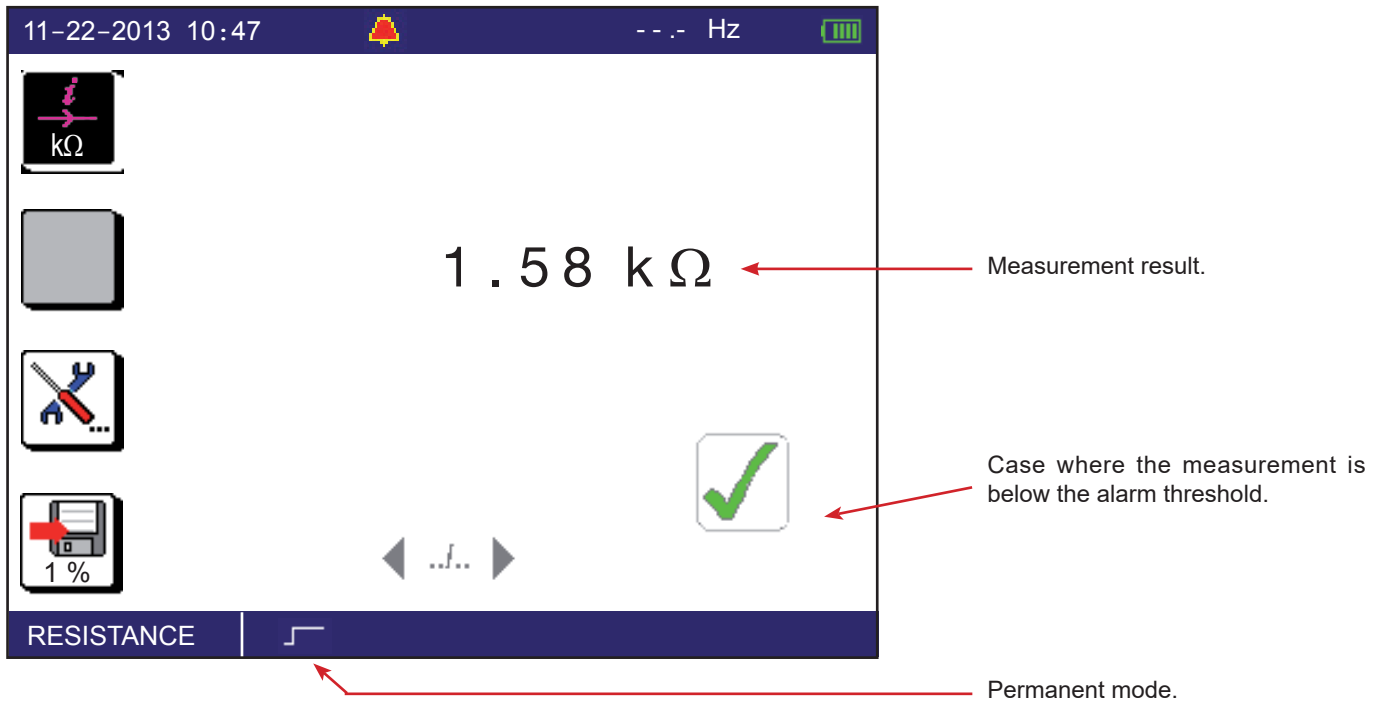 11-22-2013 10:47 --.- Hz
i
kΩ
1.58 kΩ
Measurement result.
Case where the measurement is
below the alarm threshold.
1 %
RESISTANCE
Permanent mode.